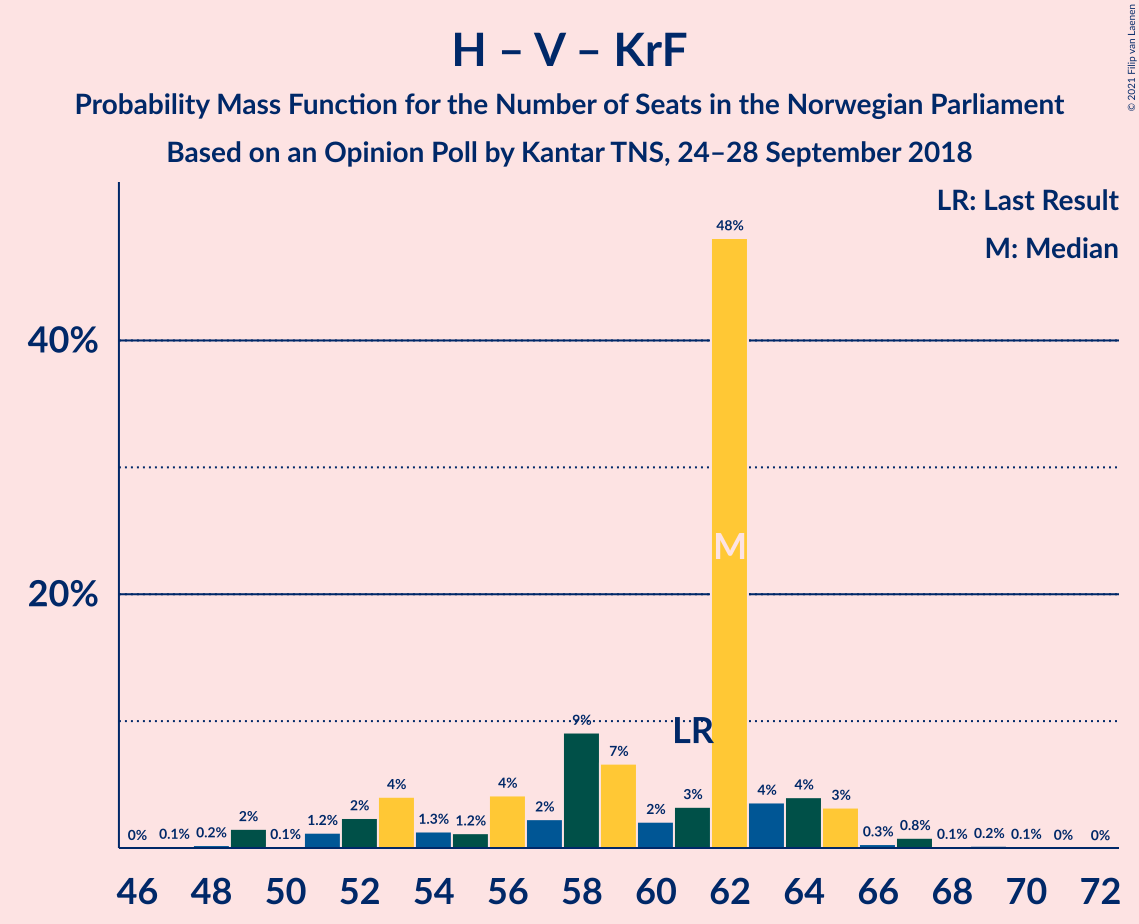 H – V – KrF
Probability Mass Function for the Number of Seats in the Norwegian Parliament
Based on an Opinion Poll by Kantar TNS, 24–28 September 2018
© 2021 Filip van Laenen
LR: Last Result
M: Median
40%
20%
0% 0.1% 0.2% 2% 0.1% 1.2% 2% 4% 1.3% 1.2% 4% 2% 9% 7% 2% 3% 48% 4% 4% 3% 0.3% 0.8% 0.1% 0.2% 0.1% 0% 0%
LR
M
46 48 50 52 54 56 58 60 62 64 66 68 70 72